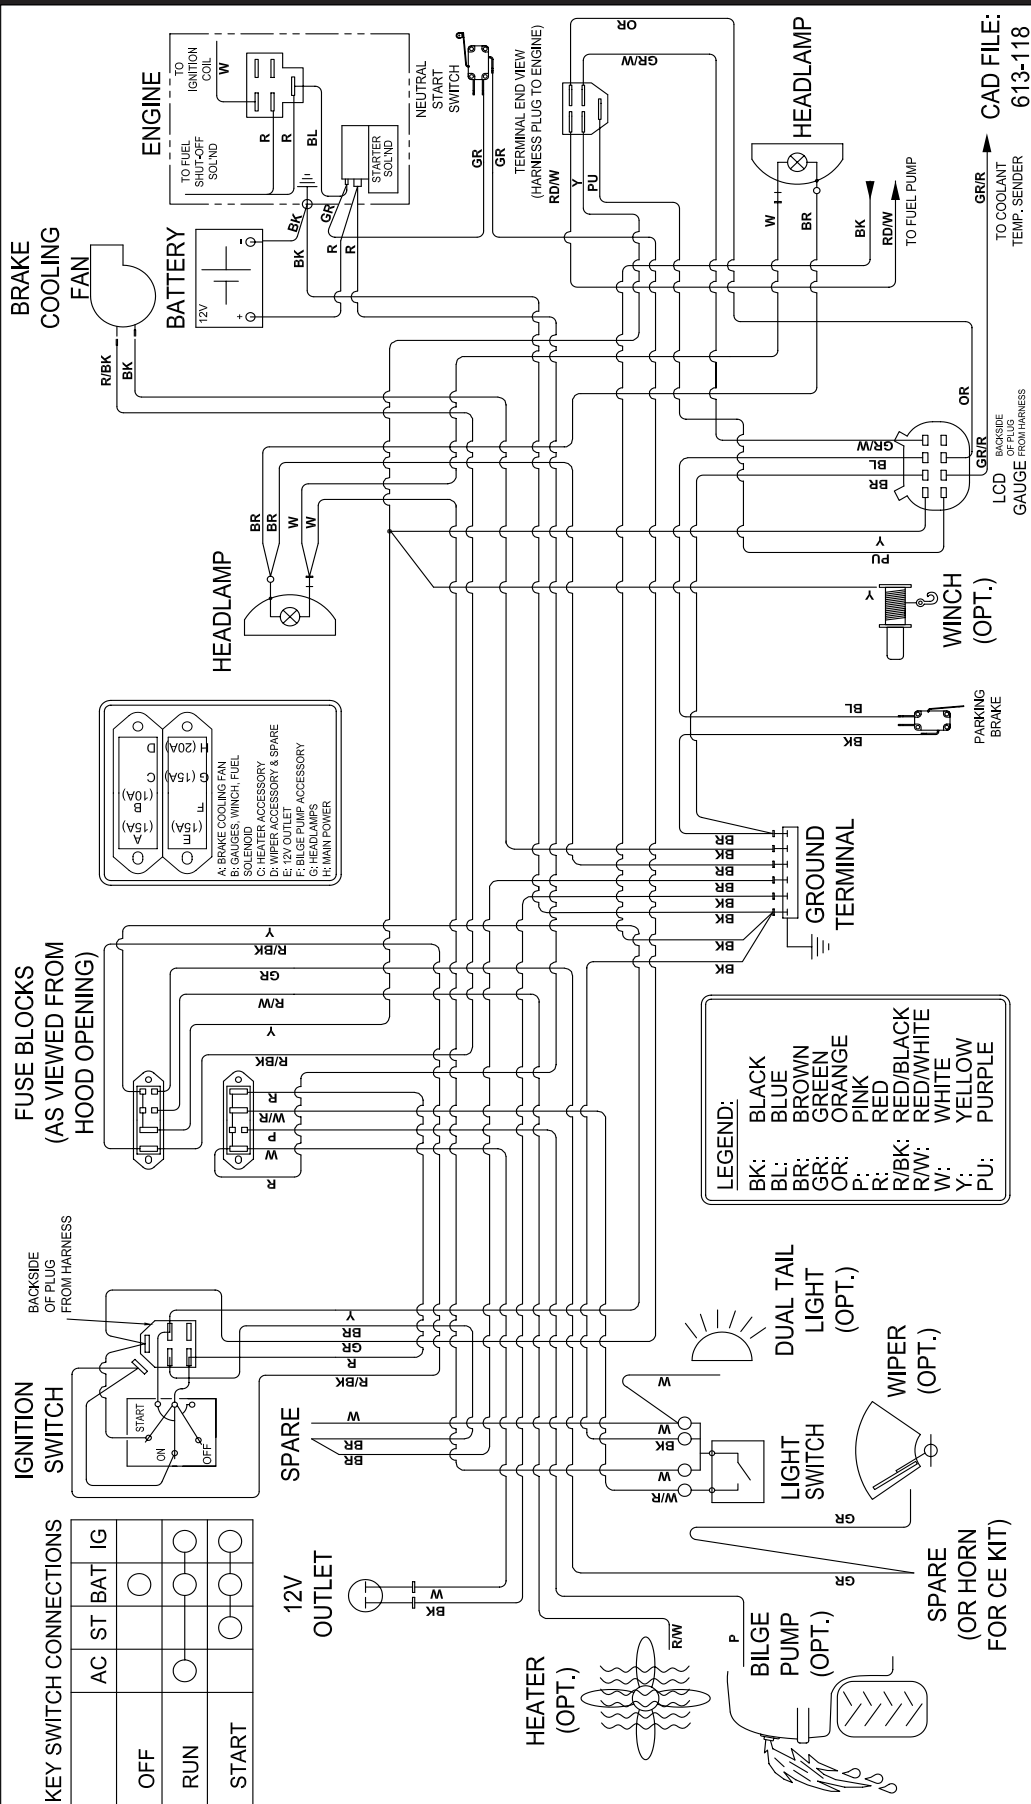 CAD FILE:
613-118
BRAKE
COOLING
FAN
R/BK
BK
BATTERY
12V
+
-
BK
BK
ENGINE
TO FUEL
SHUT-OFF
SOL'ND
TO
IGNITION
COIL
W
R
R
BL
GR
R
R
STARTER
SOL'ND
NEUTRAL
START
SWITCH
GR
GR
TERMINAL END VIEW
(HARNESS PLUG TO ENGINE)
RD/W
Y
PU
OR
GR/W
HEADLAMP
W
BR
BK
RD/W
TO FUEL PUMP
GR/R
TO COOLANT
TEMP. SENDER
HEADLAMP
BR
BR
W
W
OR
GR/R
GR/W
BL
BR
Y
PU
LCD
GAUGE
BACKSIDE
OF PLUG
FROM HARNESS
Y
WINCH
(OPT.)
BL
BK
PARKING
BRAKE
A
(15A)
B
(10A)
C
D
E
(15A)
F
G (15A)
H (20A)
A: BRAKE COOLING FAN
B: GAUGES, WINCH, FUEL
SOLENOID
C: HEATER ACCESSORY
D: WIPER ACCESSORY & SPARE
E: 12V OUTLET
F: BILGE PUMP ACCESSORY
G: HEADLAMPS
H: MAIN POWER
BR
BK
BR
BR
BK
BK
BK
BK
GROUND
TERMINAL
FUSE BLOCKS
(AS VIEWED FROM
HOOD OPENING)
Y
R/BK
GR
R/W
Y
R/BK
R
W/R
P
W
R
LEGEND:
BK: BLACK
BL: BLUE
BR: BROWN
GR: GREEN
OR: ORANGE
P: PINK
R: RED
R/BK: RED/BLACK
R/W: RED/WHITE
W: WHITE
Y: YELLOW
PU: PURPLE
IGNITION
SWITCH
BACKSIDE
OF PLUG
FROM HARNESS
START
ON
OFF
Y
BR
GR
R
R/BK
SPARE
W
BR
BR
W
W
BK
W
W/R
DUAL TAIL
LIGHT
(OPT.)
LIGHT
SWITCH
WIPER
(OPT.)
GR
GR
SPARE
(OR HORN
FOR CE KIT)
12V
OUTLET
W
BK
HEATER
(OPT.)
R/W
P
BILGE
PUMP
(OPT.)
KEY SWITCH CONNECTIONS
AC ST BAT IG
OFF
RUN
START